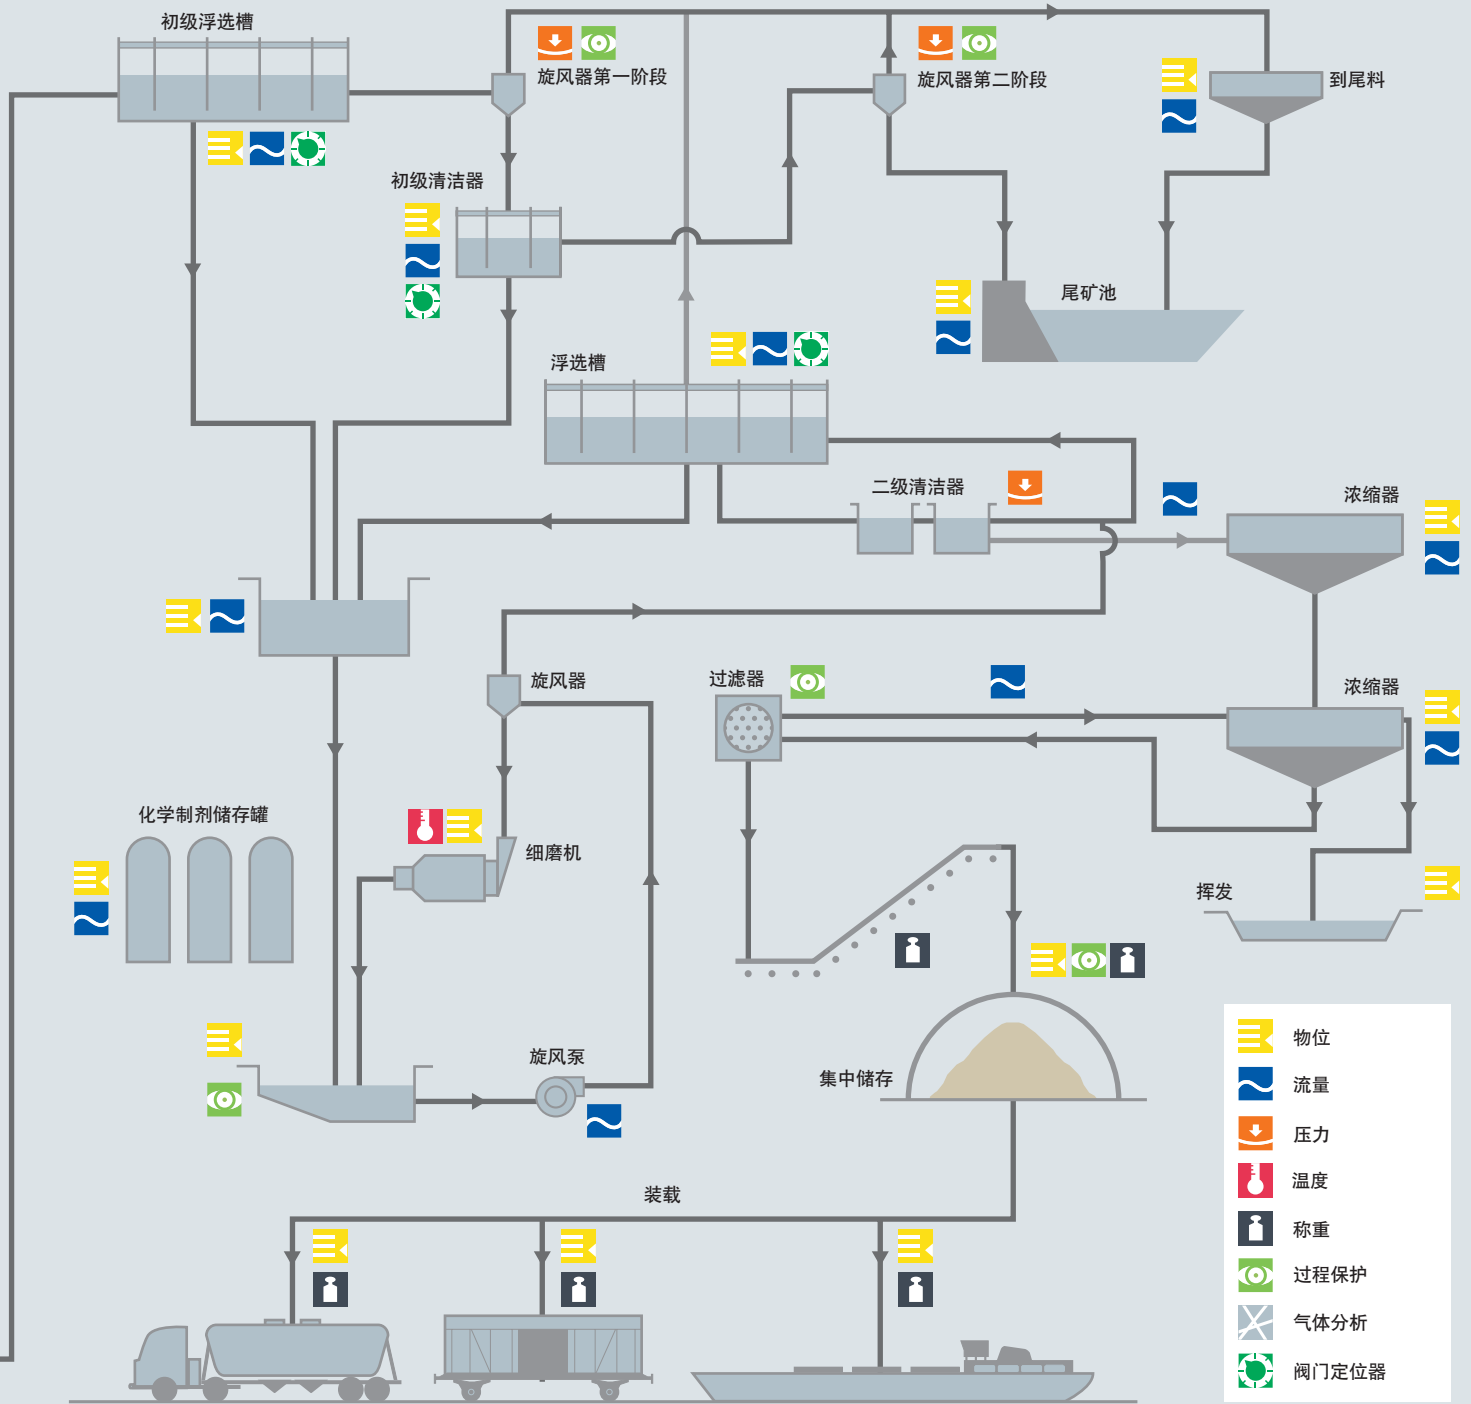 初级浮选槽
旋风器第一阶段
旋风器第二阶段
到尾料
初级清洁器
尾矿池
浮选槽
二级清洁器
浓缩器
旋风器
过滤器
浓缩器
化学制剂储存罐
细磨机
挥发
旋风泵
集中储存
装载
物位
流量
压力
温度
称重
过程保护
气体分析
阀门定位器